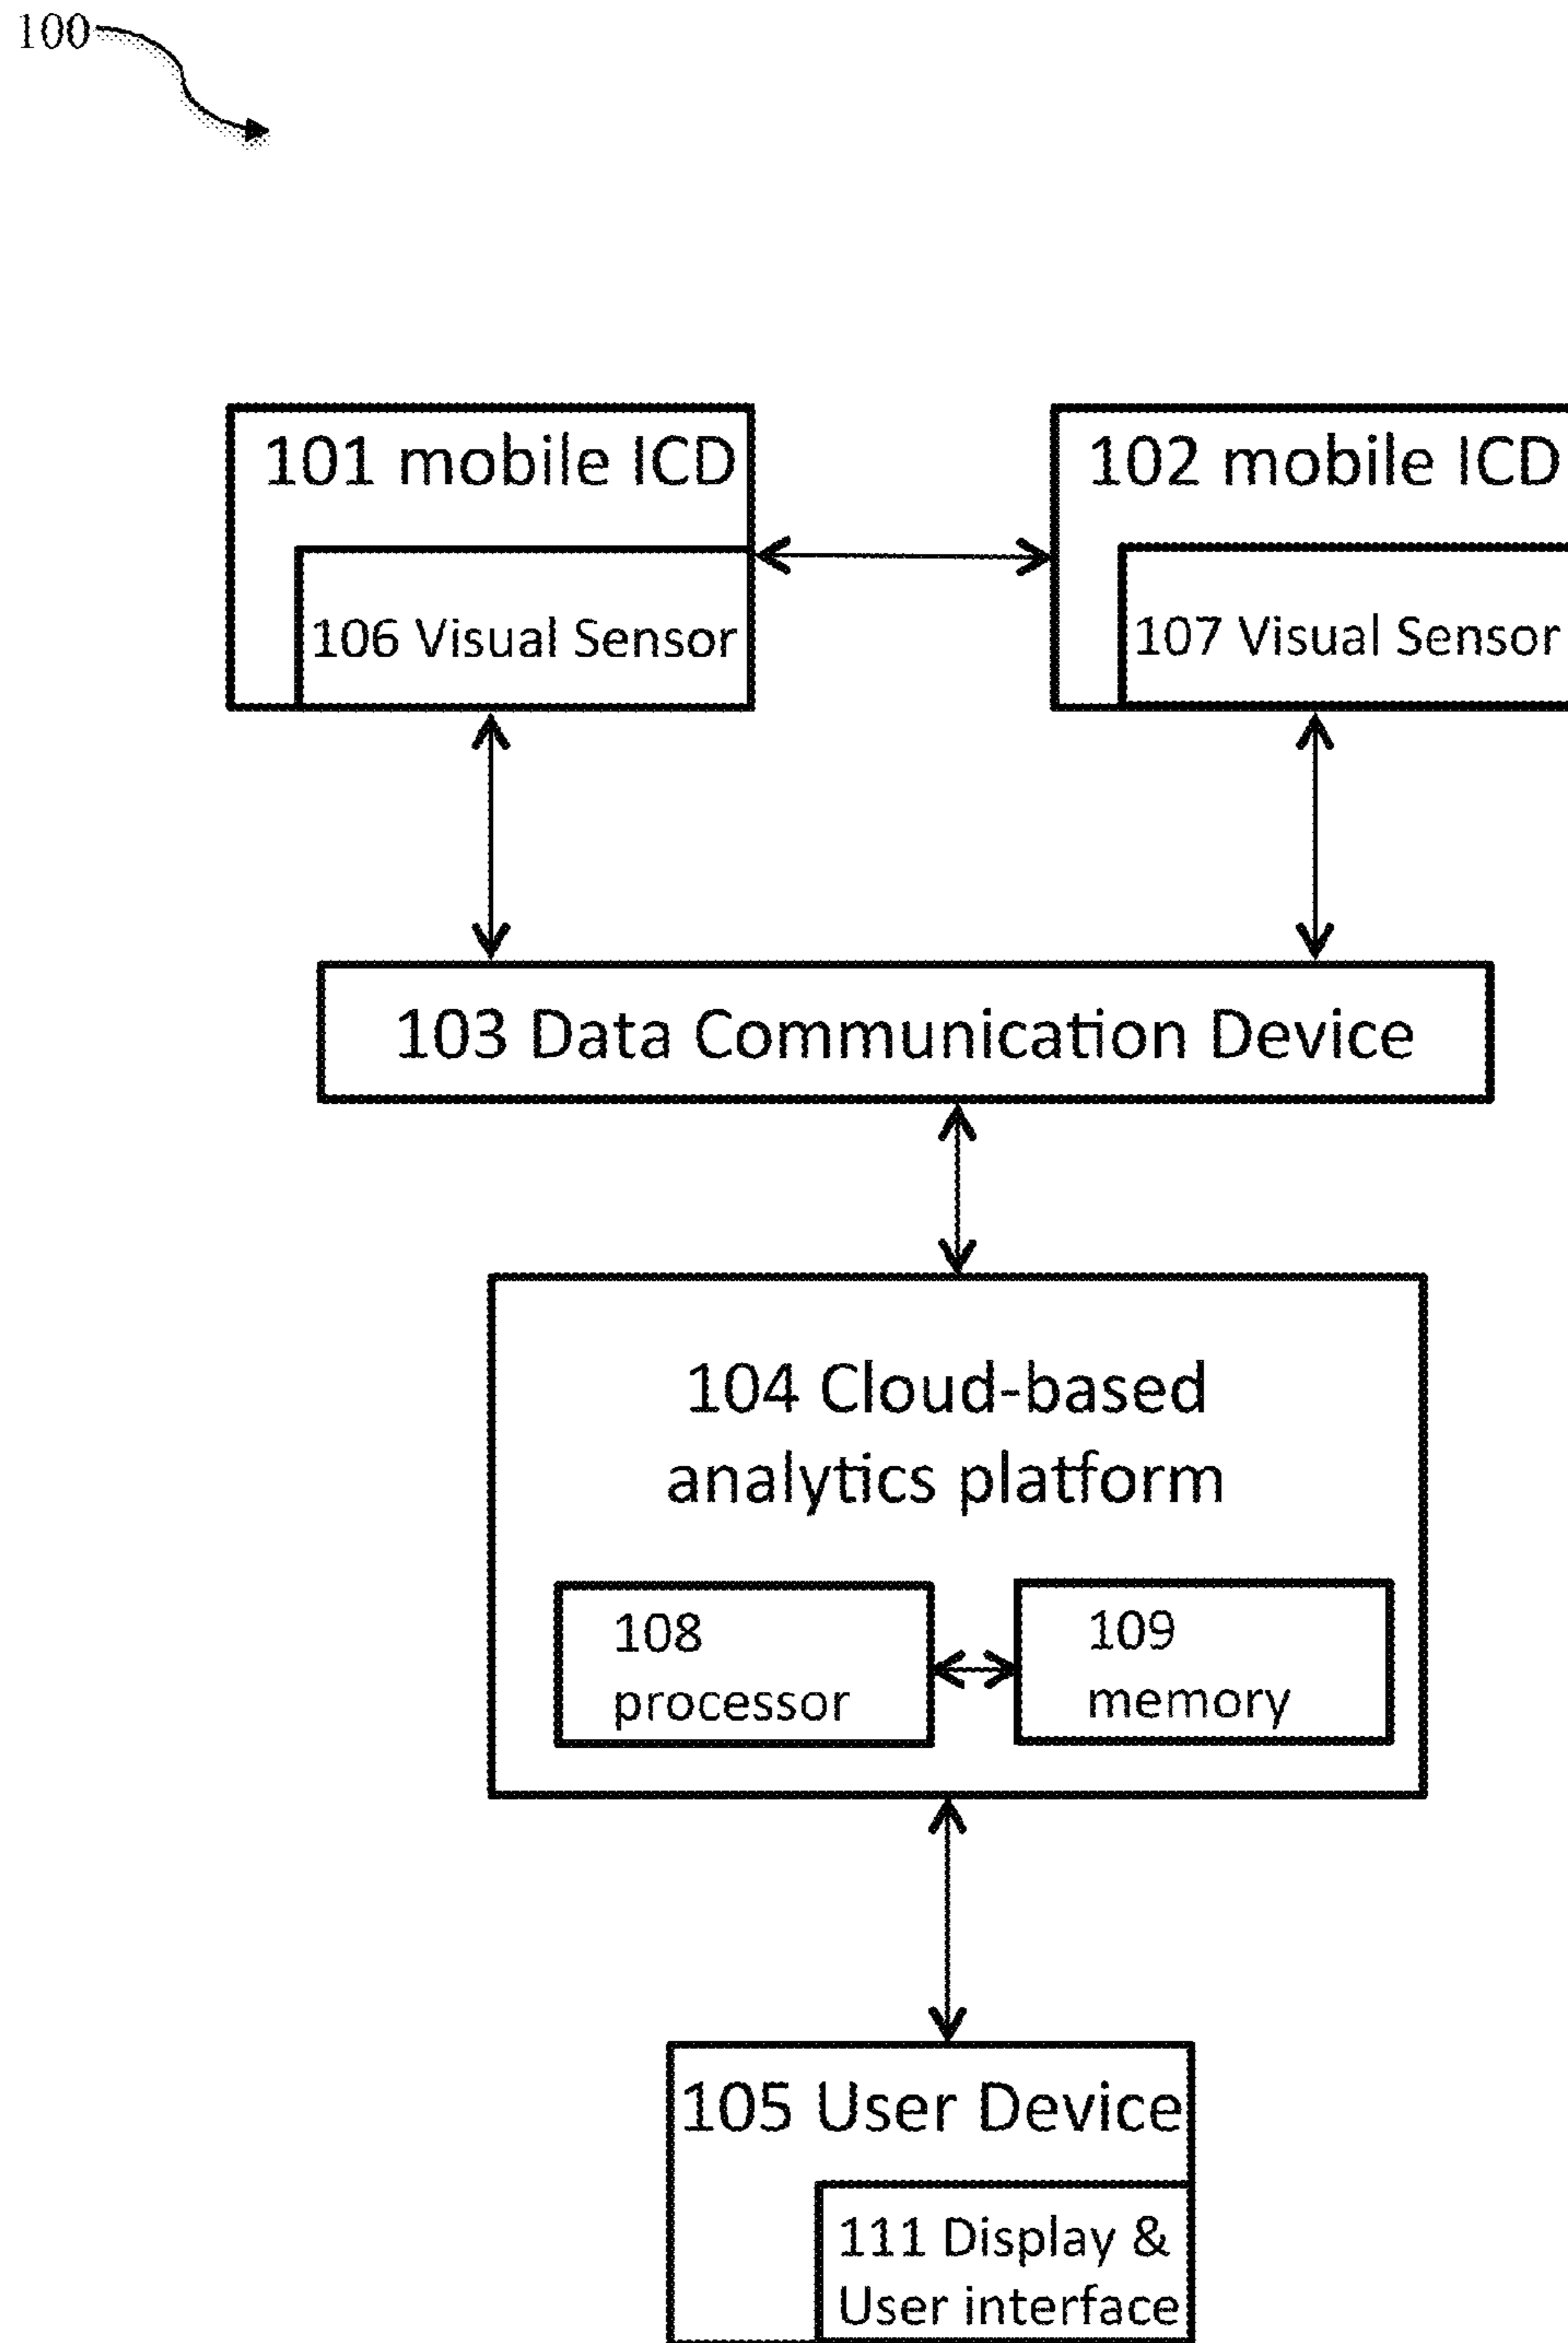 100
101 mobile ICD
102 mobile ICD
106 Visual Sensor
107 Visual Sensor
103 Data Communication Device
104 Cloud-based
analytics platform
108
processor
109
memory
105 User Device
111 Display &
User interface